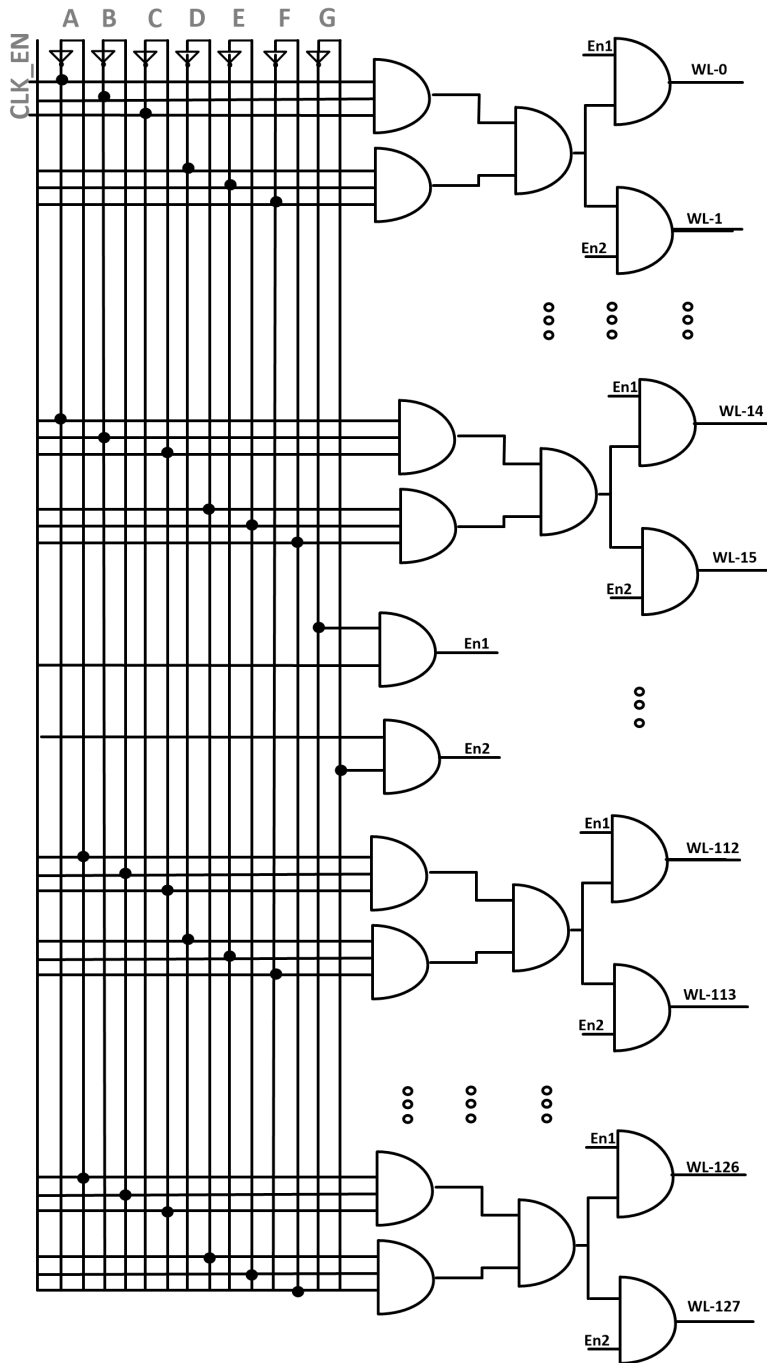 A B C D E F G
CLK_EN
En1
WL-0
WL-1
En2
En1
WL-14
WL-15
En2
En1
En2
En1
WL-112
WL-113
En2
En1
WL-126
WL-127
En2